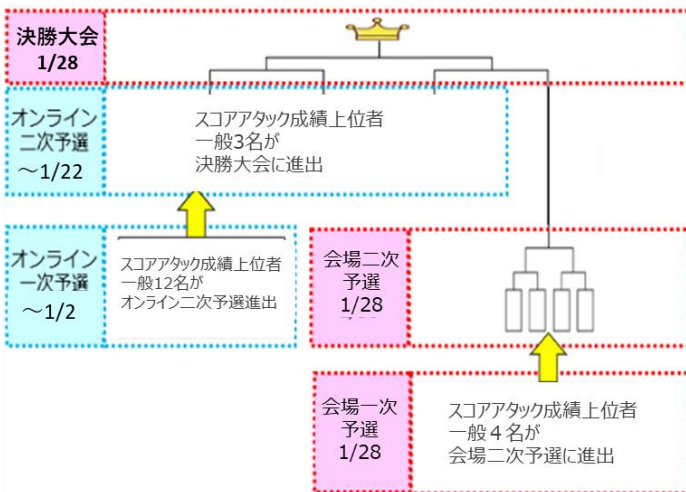 決勝大会
1/28
オンライン
二次予選
～1/22
スコアアタック成績上位者
一般3名が
決勝大会に進出
オンライン
一次予選
～1/2
スコアアタック成績上位者
一般12名が
オンライン二次予選進出
会場二次
予選
1/28
会場一次
予選
1/28
スコアアタック成績上位者
一般４名が
会場二次予選に進出